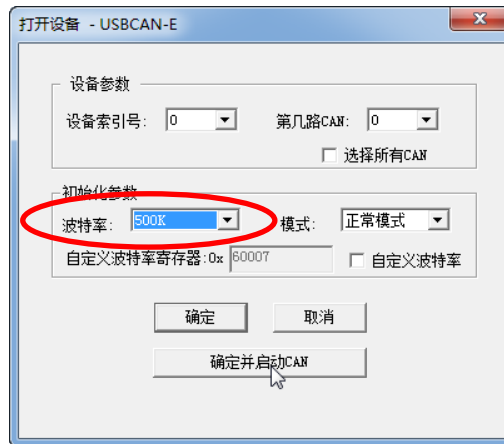 打开设备 - USBCAN-E
设备参数
设备索引号: 0 第几路CAN: 0
选择所有CAN
初始化参数
波特率: 500K 模式: 正常模式
自定义波特率寄存器:0x 60007 自定义波特率
确定 取消
确定并启动CAN